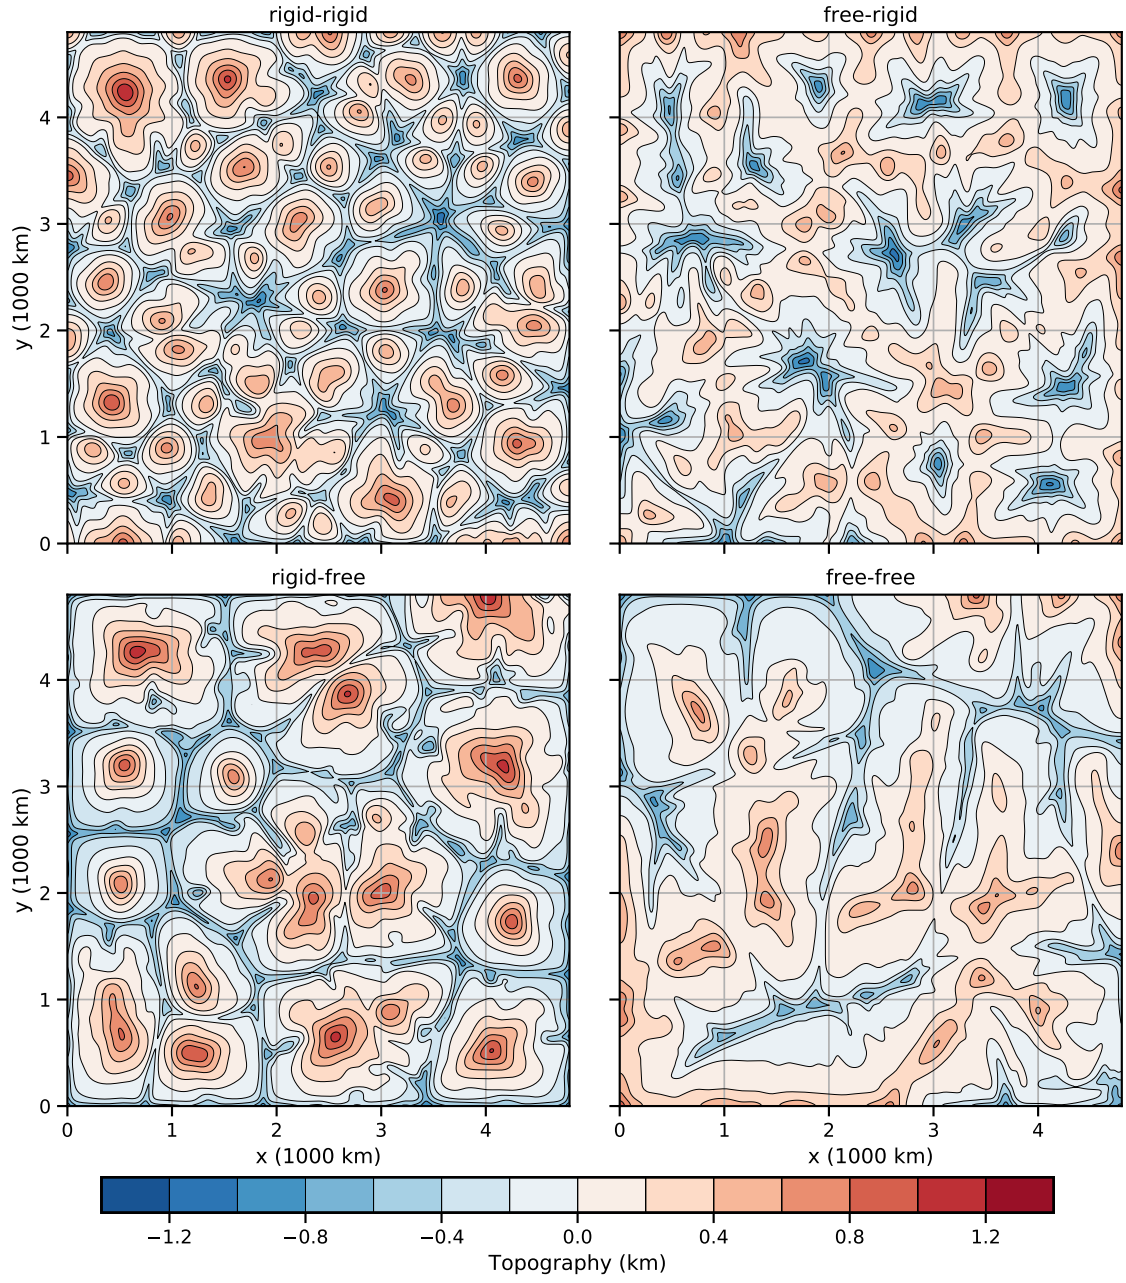 rigid-rigid
free-rigid
4
3
2
1
0
y (1000 km)
rigid-free
free-free
4
3
2
1
0
y (1000 km)
0 1 2 3 4
0 1 2 3 4
x (1000 km)
x (1000 km)
−1.2 −0.8 −0.4 0.0 0.4 0.8 1.2
Topography (km)